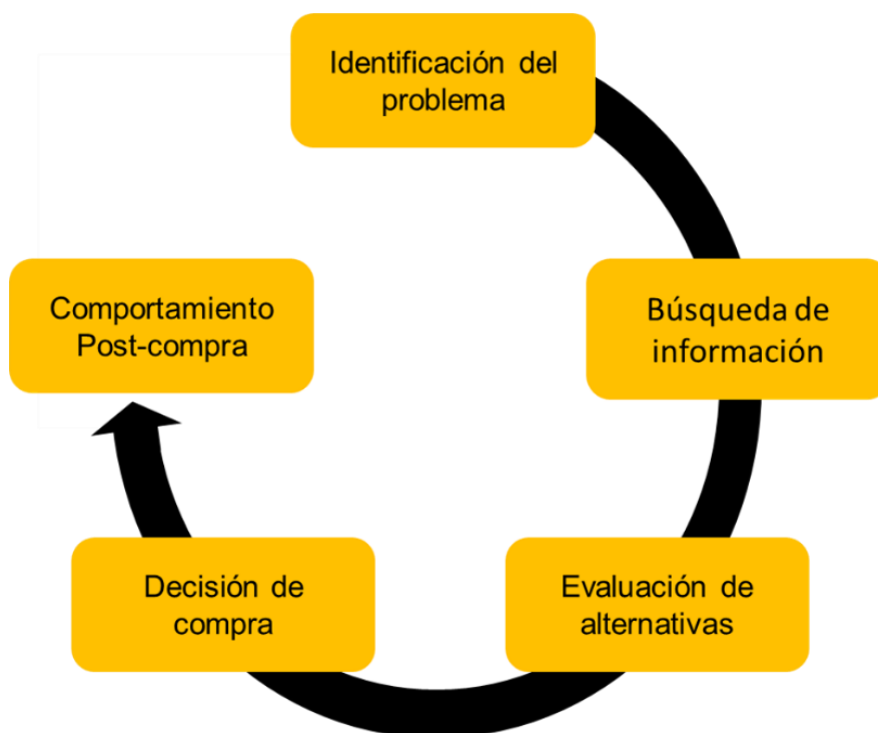 Identificación del
problema
Búsqueda de
información
Evaluación de
alternativas
Decisión de
compra
Comportamiento
Post-compra